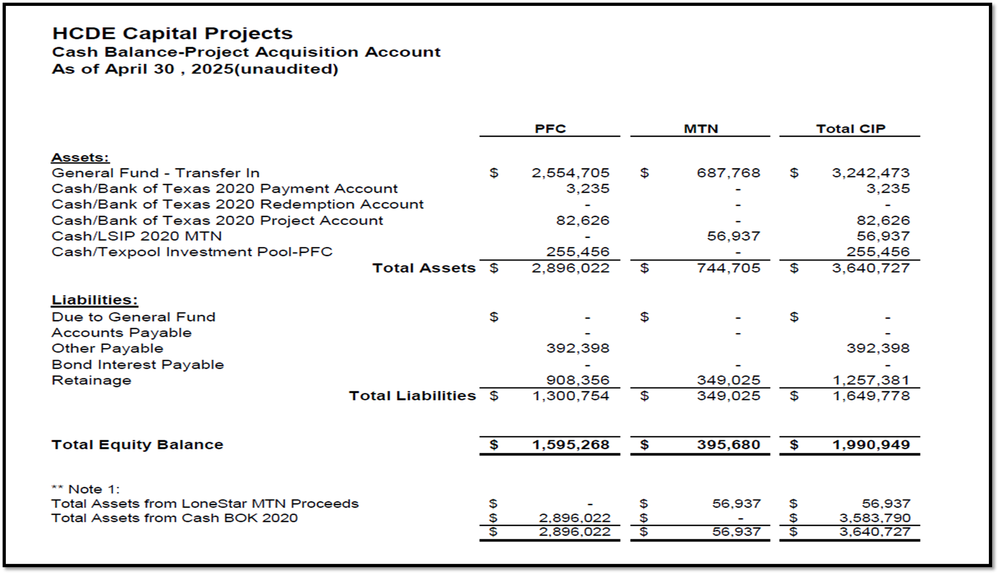 HCDE Capital Projects
Cash Balance-Project Acquisition Account
As of April 30 , 2025(unaudited)
PFC MTN Total CIP
Assets:
General Fund - Transfer In $ 2,554,705 $ 687,768 $ 3,242,473
Cash/Bank of Texas 2020 Payment Account 3,235 - 3,235
Cash/Bank of Texas 2020 Redemption Account - - -
Cash/Bank of Texas 2020 Project Account 82,626 - 82,626
Cash/LSIP 2020 MTN - 56,937 56,937
Cash/Texpool Investment Pool-PFC 255,456 - 255,456
Total Assets $ 2,896,022 $ 744,705 $ 3,640,727
Liabilities:
Due to General Fund $ - $ - $ -
Accounts Payable - - -
Other Payable 392,398 392,398
Bond Interest Payable - - -
Retainage 908,356 349,025 1,257,381
Total Liabilities $ 1,300,754 $ 349,025 $ 1,649,778
Total Equity Balance $ 1,595,268 $ 395,680 $ 1,990,949
** Note 1:
Total Assets from LoneStar MTN Proceeds $ - $ 56,937 $ 56,937
Total Assets from Cash BOK 2020 $ 2,896,022 $ - $ 3,583,790
$ 2,896,022 $ 56,937 $ 3,640,727